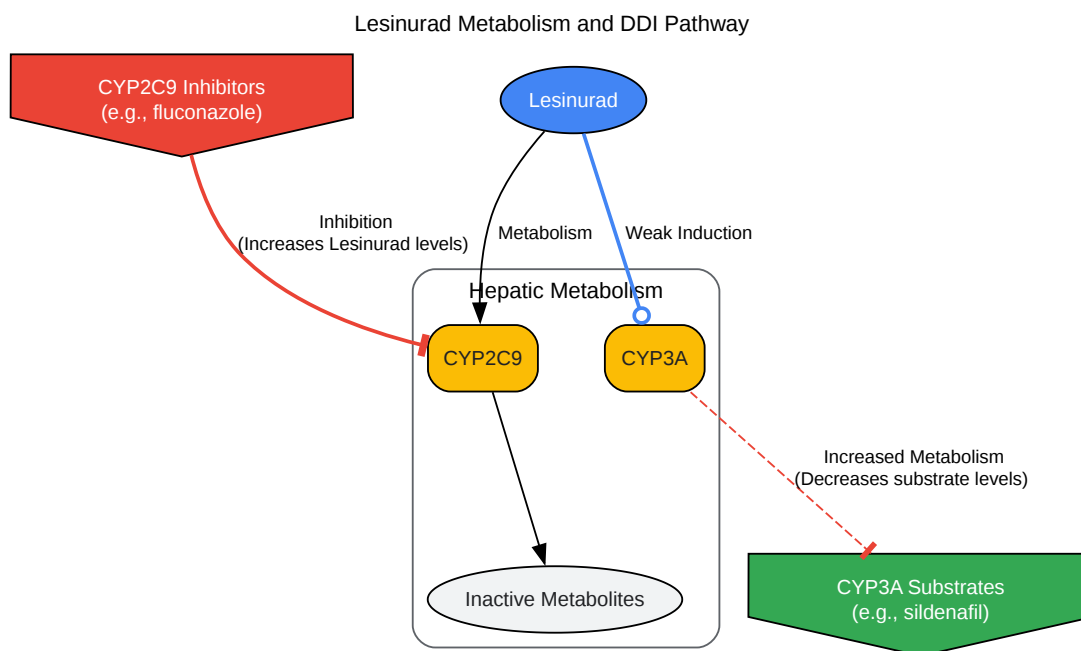 Lesinurad Metabolism and DDI Pathway
CYP2C9 Inhibitors
(e.g., fluconazole)
Lesinurad
Inhibition
(Increases Lesinurad levels)
Metabolism
Weak Induction
Hepatic Metabolism
CYP2C9
CYP3A
Increased Metabolism
(Decreases substrate levels)
Inactive Metabolites
CYP3A Substrates
(e.g., sildenafil)